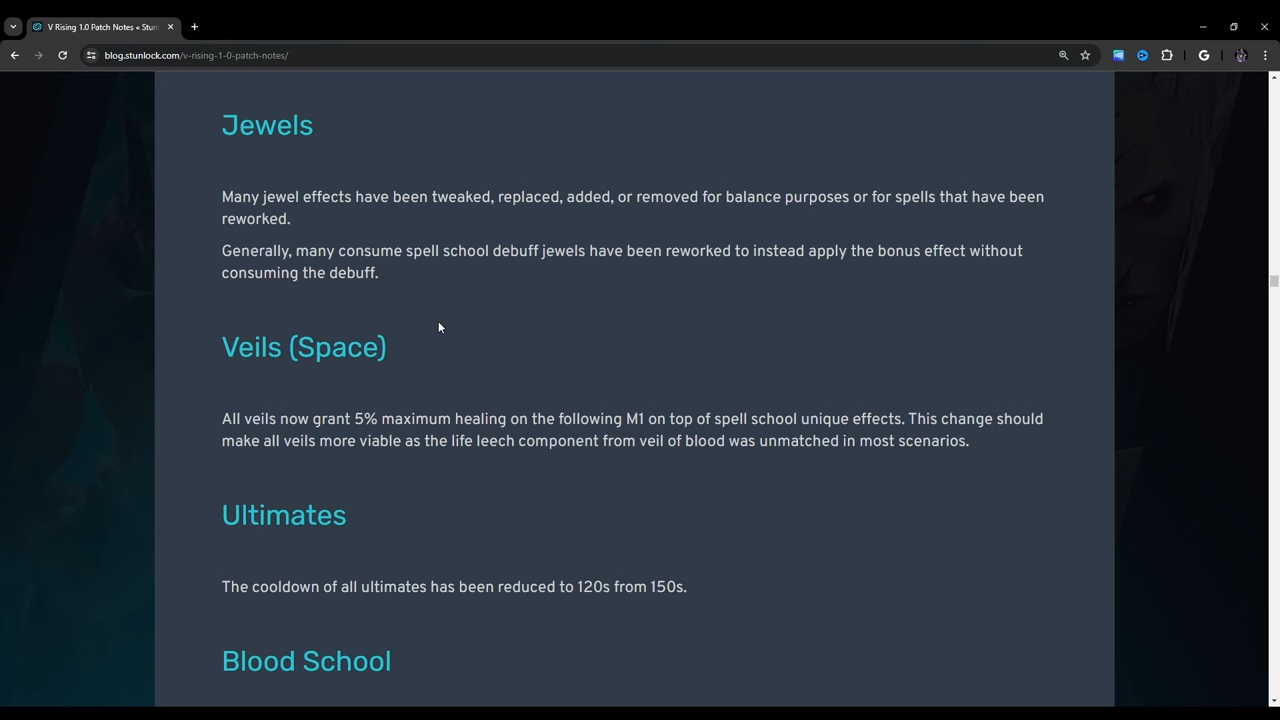 V Rising 1.0 Patch Notes « Stun
blog.stunlock.com/v-rising-1-0-patch-notes/
Jewels
Many jewel effects have been tweaked, replaced, added, or removed for balance purposes or for spells that have been
reworked.
Generally, many consume spell school debuff jewels have been reworked to instead apply the bonus effect without
consuming the debuff.
Veils (Space)
All veils now grant 5% maximum healing on the following M1 on top of spell school unique effects. This change should
make all veils more viable as the life leech component from veil of blood was unmatched in most scenarios.
Ultimates
The cooldown of all ultimates has been reduced to 120s from 150s.
Blood School